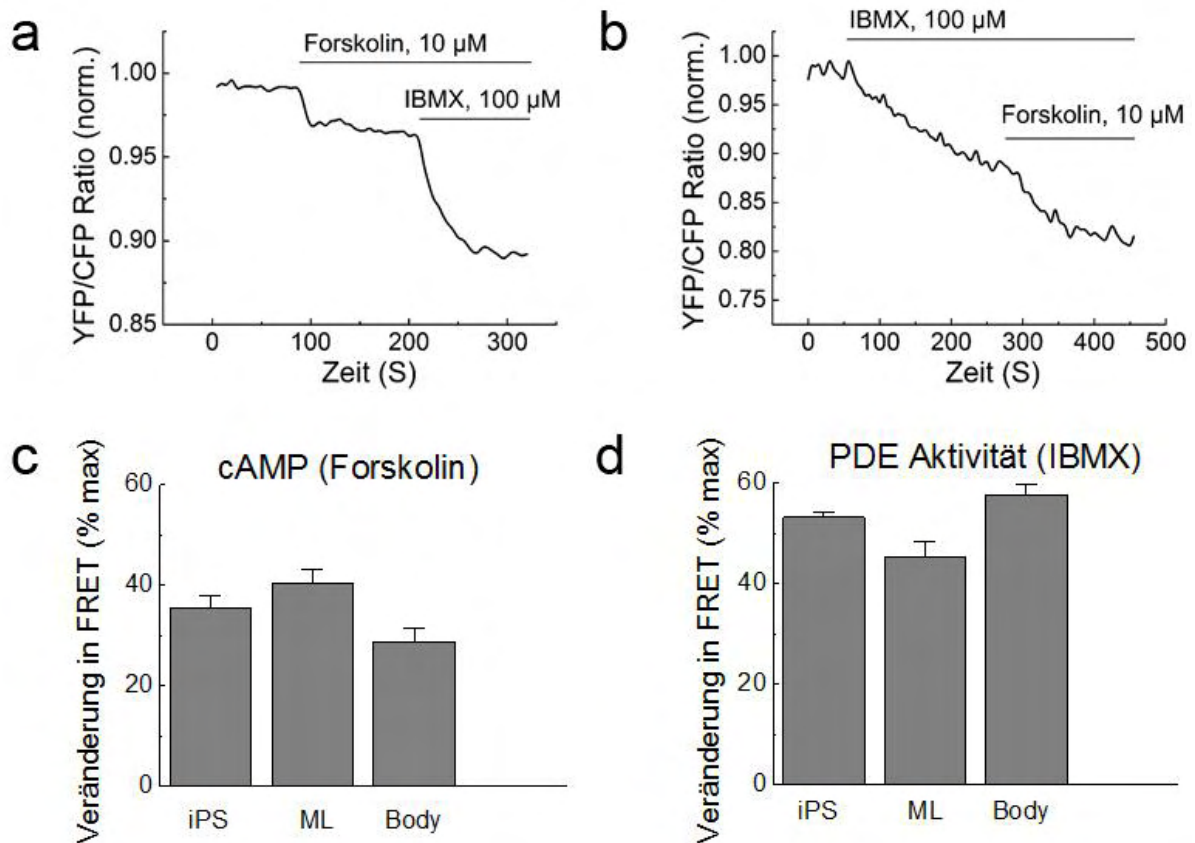 a
Forskolin, 10 µM
IBMX, 100 µM
YFP/CFP Ratio (norm.)
1.00
0.95
0.90
0.85
0 100 200 300
Zeit (S)
b
IBMX, 100 µM
Forskolin, 10 µM
YFP/CFP Ratio (norm.)
1.00
0.95
0.90
0.85
0.80
0.75
0 100 200 300 400 500
Zeit (S)
c
cAMP (Forskolin)
Veränderung in FRET (% max)
60
40
20
0
iPS ML Body
d
PDE Aktivität (IBMX)
Veränderung in FRET (% max)
60
40
20
0
iPS ML Body